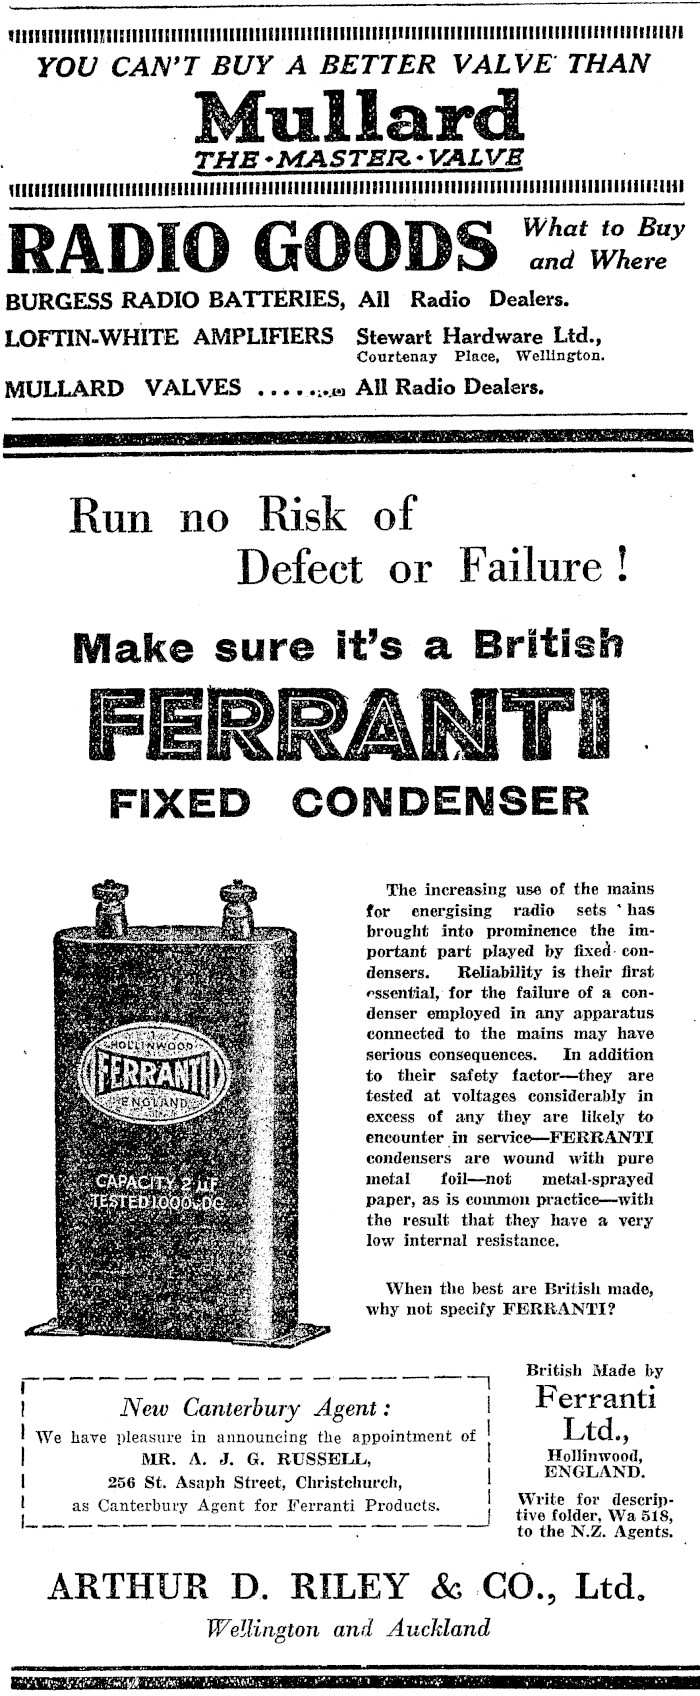 YOU CAN'T BUY A BETTER VALVE THAN
Mullard
THE·MASTER·VALVE
RADIO GOODS
What to Buy
and Where
BURGESS RADIO BATTERIES, All Radio Dealers.
LOFTIN-WHITE AMPLIFIERS Stewart Hardware Ltd.,
Courtenay Place, Wellington.
MULLARD VALVES ........ All Radio Dealers.
Run no Risk of
Defect or Failure!
Make sure it's a British
FERRANTI
FIXED CONDENSER
HOLLINWOOD
FERRANTI
ENGLAND
CAPACITY 2 µF
TESTED 1000v DC
The increasing use of the mains
for energising radio sets has
brought into prominence the im-
portant part played by fixed con-
densers. Reliability is their first
essential, for the failure of a con-
denser employed in any apparatus
connected to the mains may have
serious consequences. In addition
to their safety factor—they are
tested at voltages considerably in
excess of any they are likely to
encounter in service—FERRANTI
condensers are wound with pure
metal foil—not metal-sprayed
paper, as is common practice—with
the result that they have a very
low internal resistance.
When the best are British made,
why not specify FERRANTI?
New Canterbury Agent:
We have pleasure in announcing the appointment of
MR. A. J. G. RUSSELL,
256 St. Asaph Street, Christchurch,
as Canterbury Agent for Ferranti Products.
British Made by
Ferranti
Ltd.,
Hollinwood,
ENGLAND.
Write for descrip-
tive folder, Wa 518,
to the N.Z. Agents.
ARTHUR D. RILEY & CO., Ltd.
Wellington and Auckland